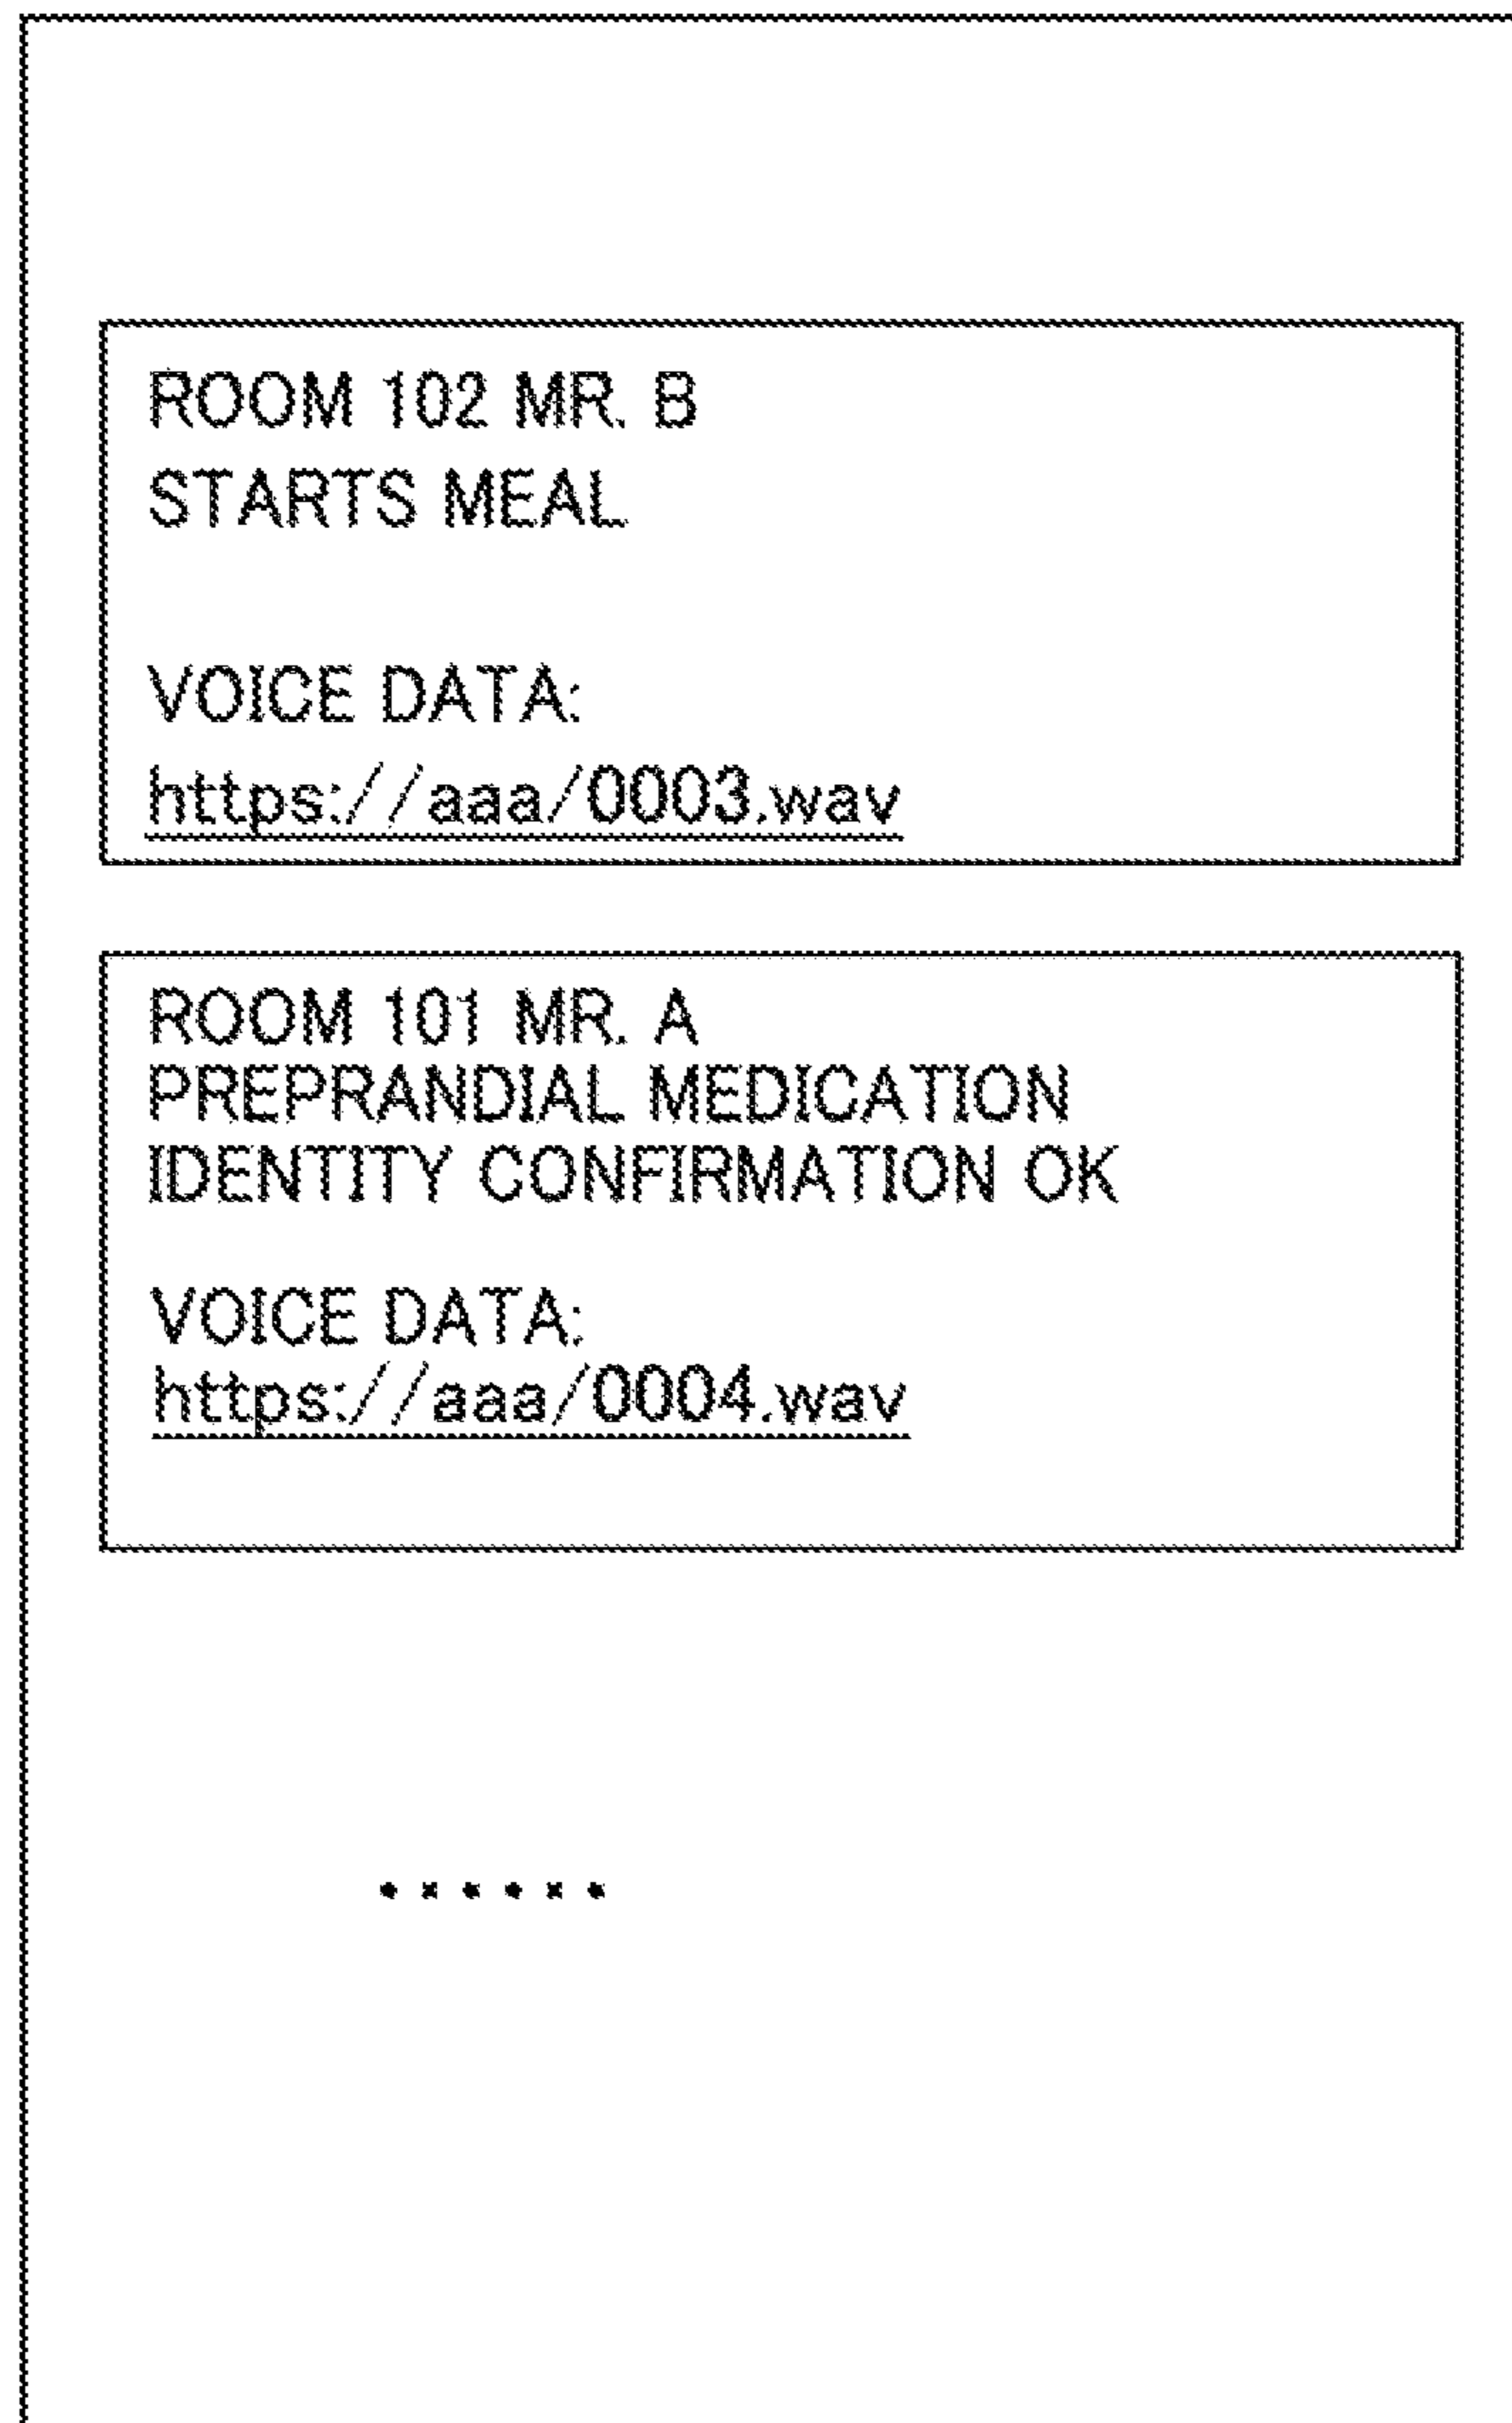 ROOM 102 MR. B
STARTS MEAL
VOICE DATA:
https://aaa/0003.wav
ROOM 101 MR. A
PREPRANDIAL MEDICATION
IDENTITY CONFIRMATION OK
VOICE DATA:
https://aaa/0004.wav
・・・・・・